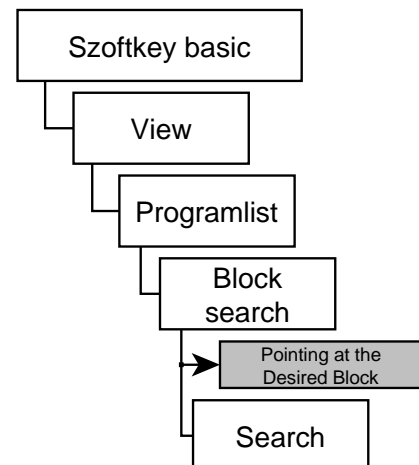 Szoftkey basic
View
Programlist
Block
search
Pointing at the
Desired Block
Search